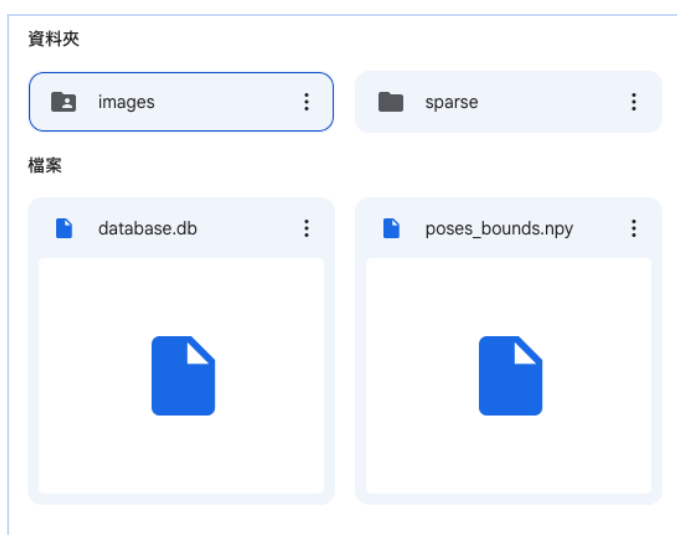 資料夾
images
sparse
檔案
database.db
poses_bounds.npy